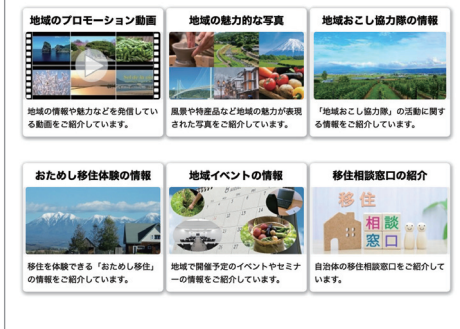 地域のプロモーション動画
地域の情報や魅力などを発信してい
る動画をご紹介しています。
地域の魅力的な写真
風景や特産品など地域の魅力が表現
された写真をご紹介しています。
地域おこし協力隊の情報
「地域おこし協力隊」の活動に関す
る情報をご紹介しています。
おためし移住体験の情報
移住を体験できる「おためし移住」
の情報をご紹介しています。
地域イベントの情報
地域で開催予定のイベントやセミナ
ーの情報をご紹介しています。
移住相談窓口の紹介
移住
相談
窓口
自治体の移住相談窓口をご紹介して
います。